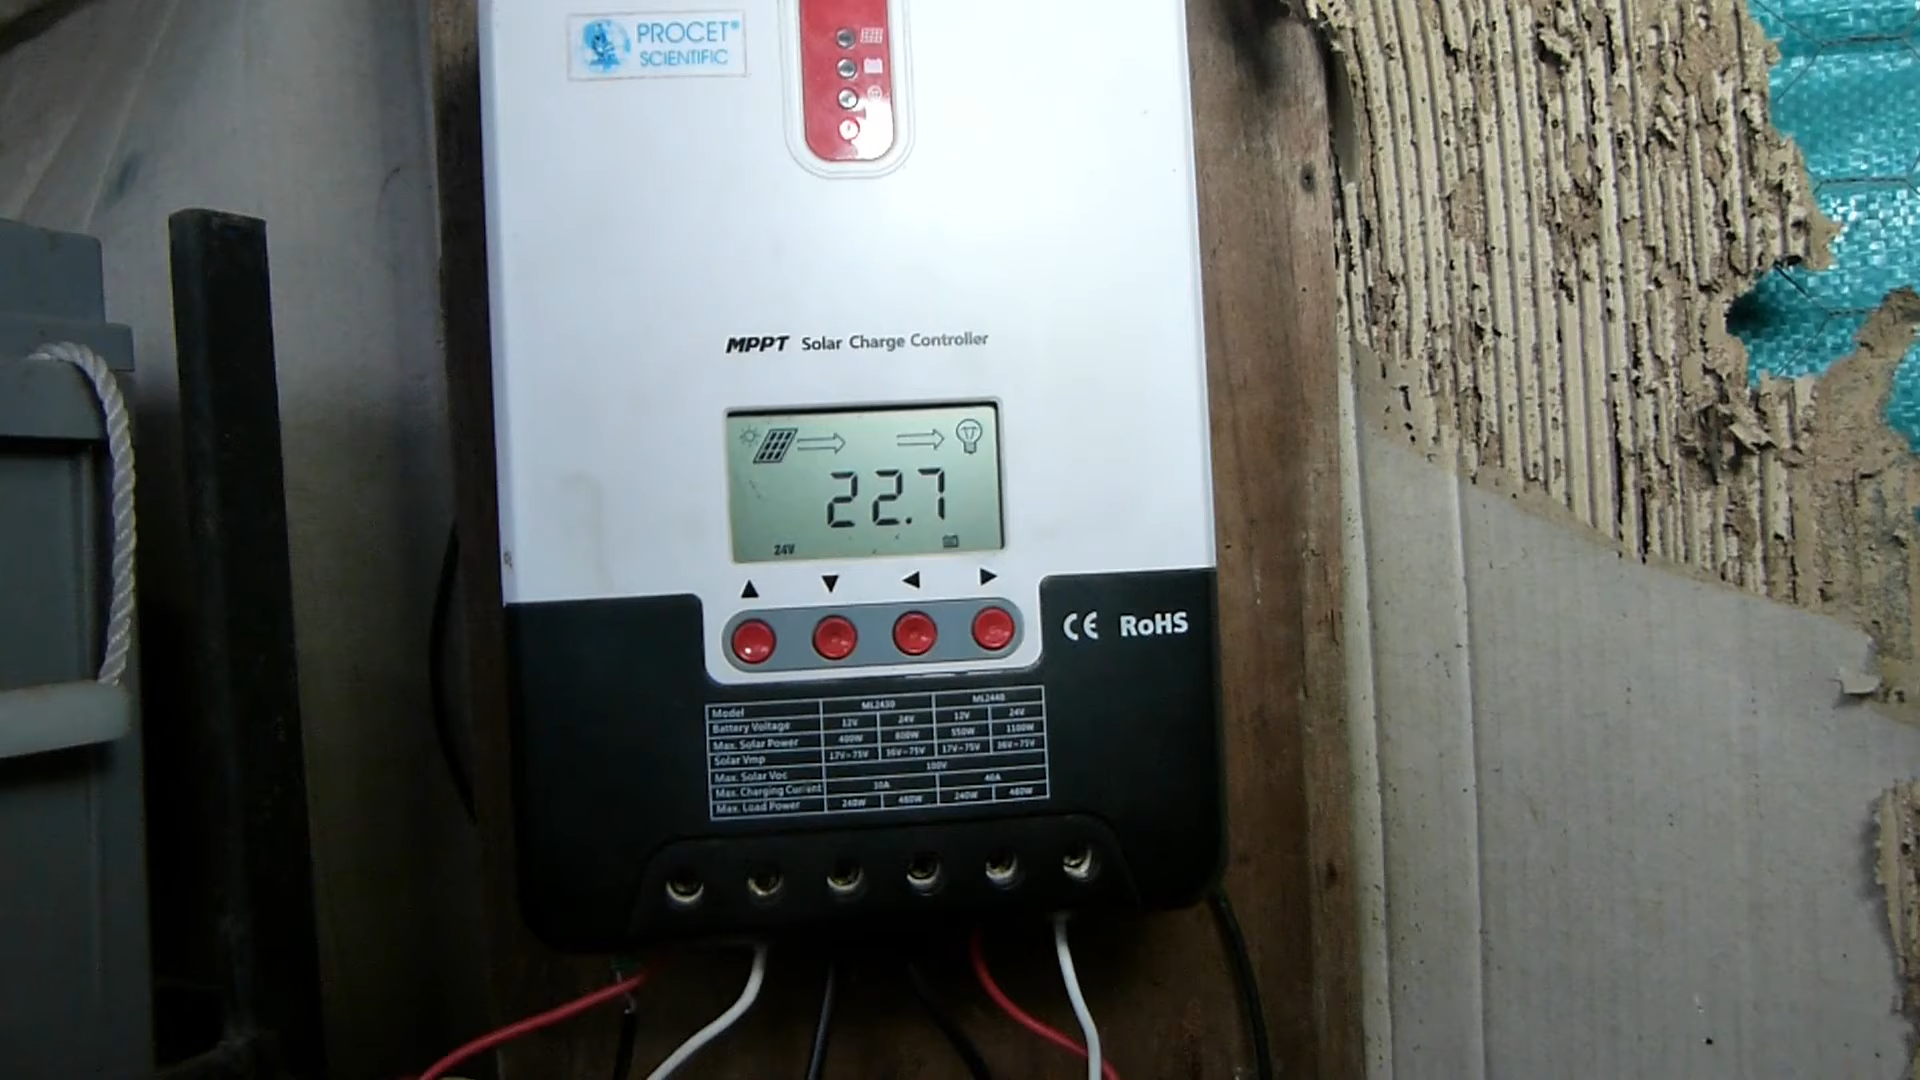 PROCET®
SCIENTIFIC
MPPT Solar Charge Controller
22.7
24V
▲ ▼ ◄ ►
CE RoHS
Model ML2430 ML2440
Battery Voltage 12V 24V 12V 24V
Max. Solar Power 400W 800W 550W 1100W
Solar Vmp 17V~75V 36V~75V 17V~75V 36V~75V
Max. Solar Voc 100V
Max. Charging Current 30A 40A
Max. Load Power 240W 480W 240W 480W